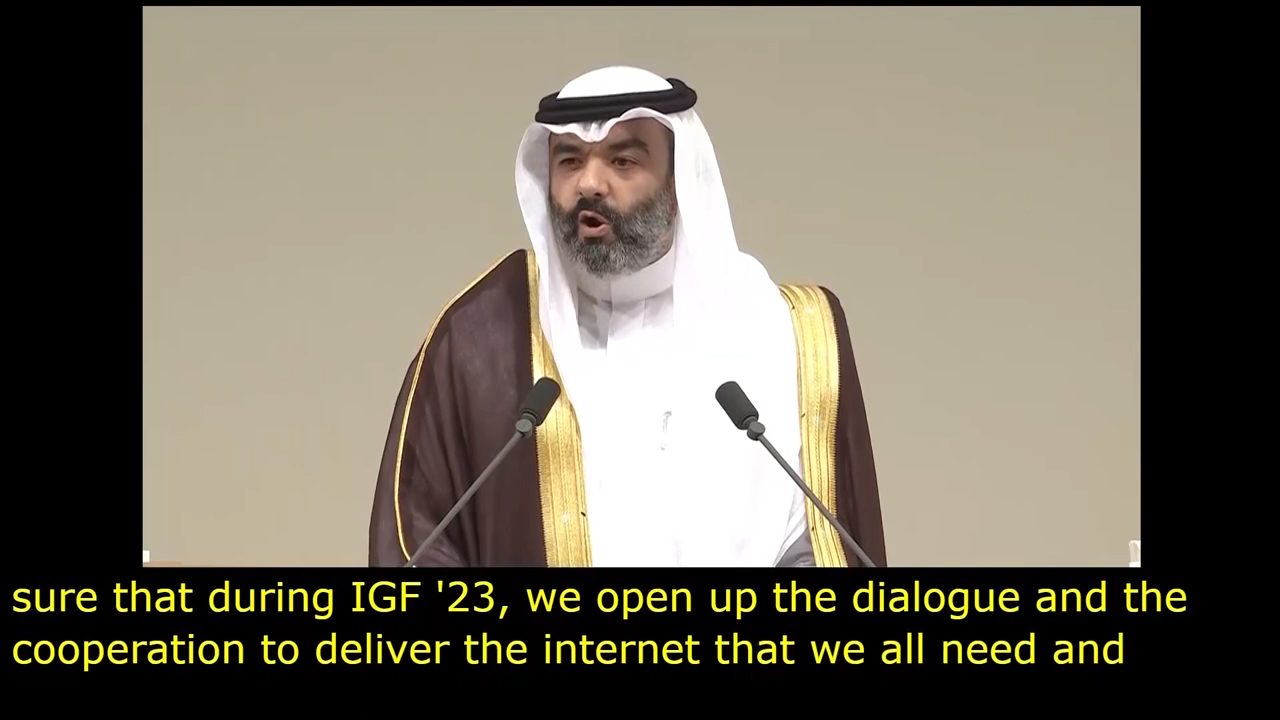 sure that during IGF '23, we open up the dialogue and the
cooperation to deliver the internet that we all need and